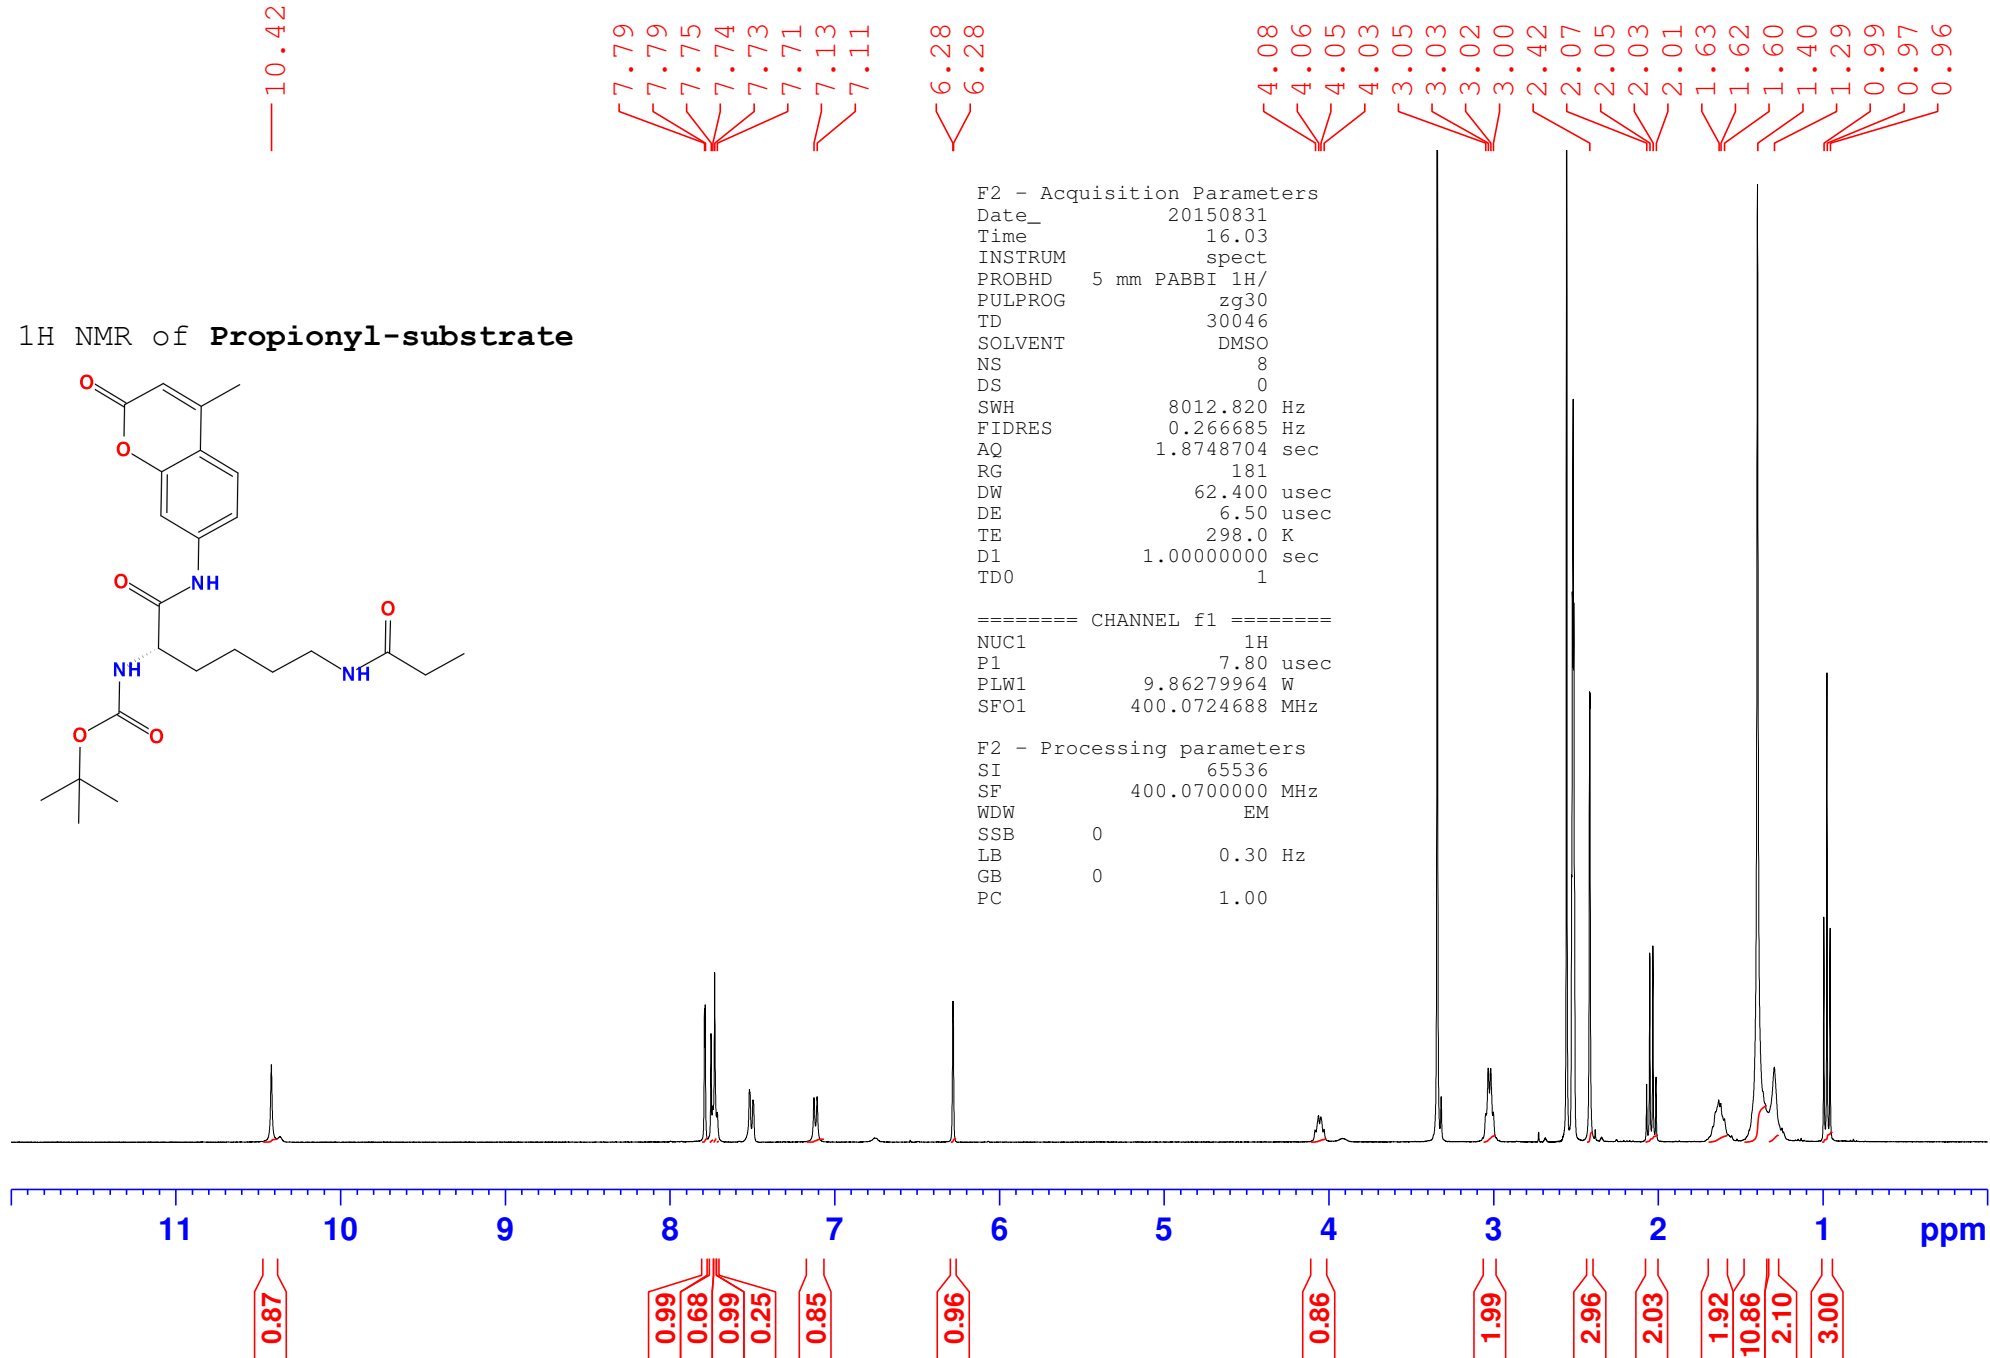 10.42
7.79
7.79
7.75
7.74
7.73
7.71
7.13
7.11
6.28
6.28
4.08
4.06
4.05
4.03
3.05
3.03
3.02
3.00
2.42
2.07
2.05
2.03
2.01
1.63
1.62
1.60
1.40
1.29
0.99
0.97
0.96
1H NMR of Propionyl-substrate
O
O
O
NH
O
NH
NH
O
O
O
F2 - Acquisition Parameters
Date_ 20150831
Time 16.03
INSTRUM spect
PROBHD 5 mm PABBI 1H/
PULPROG zg30
TD 30046
SOLVENT DMSO
NS 8
DS 0
SWH 8012.820 Hz
FIDRES 0.266685 Hz
AQ 1.8748704 sec
RG 181
DW 62.400 usec
DE 6.50 usec
TE 298.0 K
D1 1.00000000 sec
TD0 1
======== CHANNEL f1 ========
NUC1 1H
P1 7.80 usec
PLW1 9.86279964 W
SFO1 400.0724688 MHz
F2 - Processing parameters
SI 65536
SF 400.0700000 MHz
WDW EM
SSB 0
LB 0.30 Hz
GB 0
PC 1.00
11 10 9 8 7 6 5 4 3 2 1 ppm
0.87
0.99
0.68
0.99
0.25
0.85
0.96
0.86
1.99
2.96
2.03
1.92
10.86
2.10
3.00